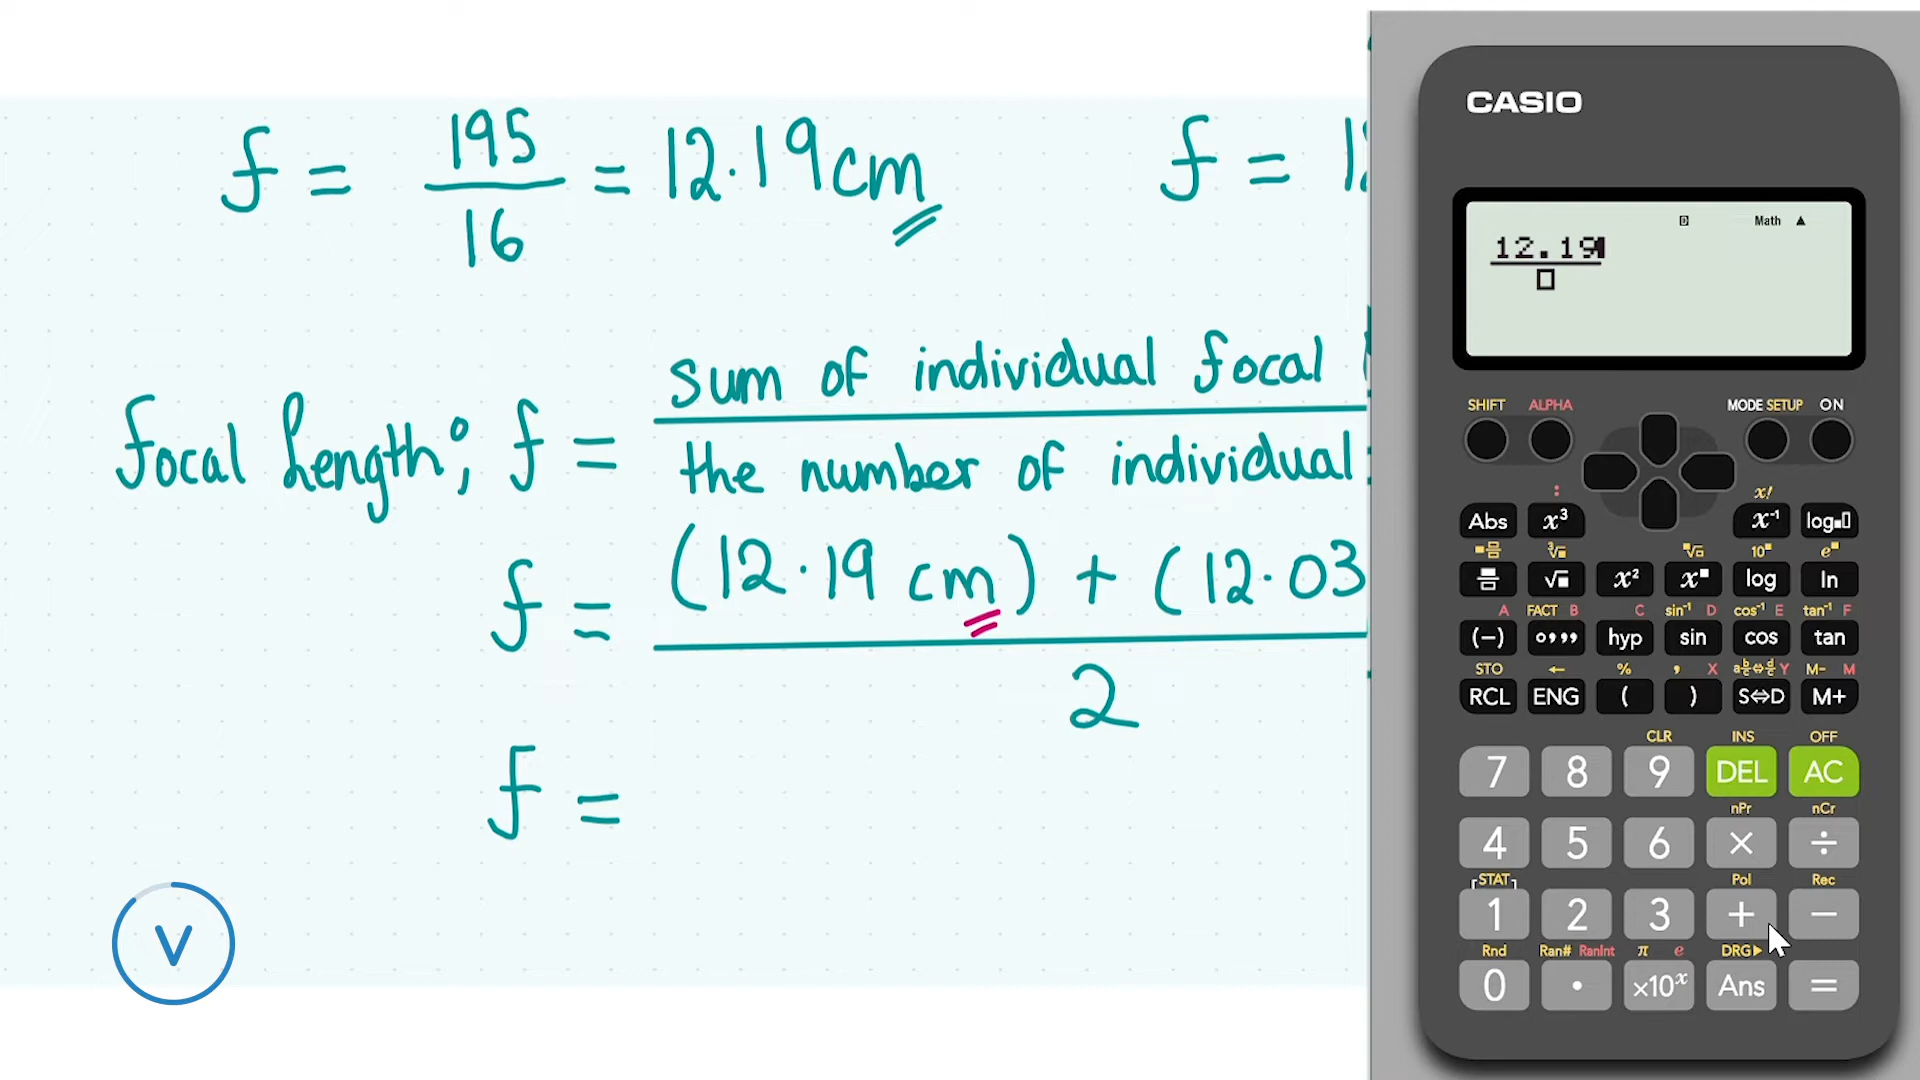 f = 195 / 16 = 12.19cm
f =
Focal Length; f = sum of individual focal / the number of individual
f = (12.19 cm) + (12.03 / 2
f =
V
CASIO
D Math ▲
12.19
□
SHIFT ALPHA MODE SETUP ON
: x!
Abs x³ x⁻¹ log■□
■■/□ ³√■ ■√□ 10■ e■
■/□ √■ x² x■ log ln
A FACT B C sin⁻¹ D cos⁻¹ E tan⁻¹ F
(−) °,,, hyp sin cos tan
STO ← % , X a b/c⇔d/c Y M− M
RCL ENG ( ) S⇔D M+
CLR INS OFF
7 8 9 DEL AC
nPr nCr
4 5 6 × ÷
STAT Pol Rec
1 2 3 + −
Rnd Ran# RanInt π e DRG▶
0 • ×10ˣ Ans =